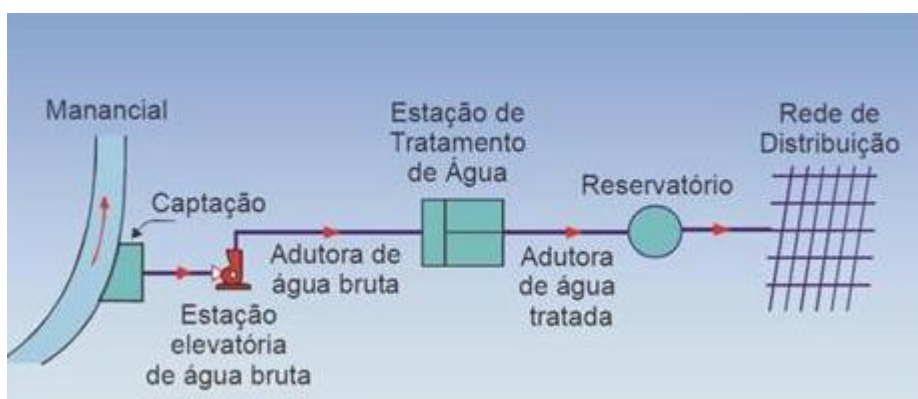 Manancial
Captação
Estação
elevatória
de água bruta
Adutora de
água bruta
Estação de
Tratamento
de Água
Adutora
de água
tratada
Reservatório
Rede de
Distribuição